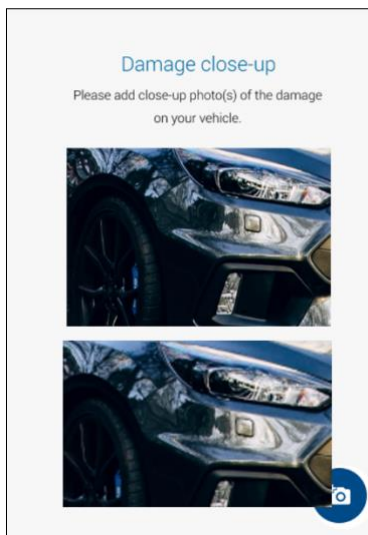 Damage close-up
Please add close-up photo(s) of the damage
on your vehicle.